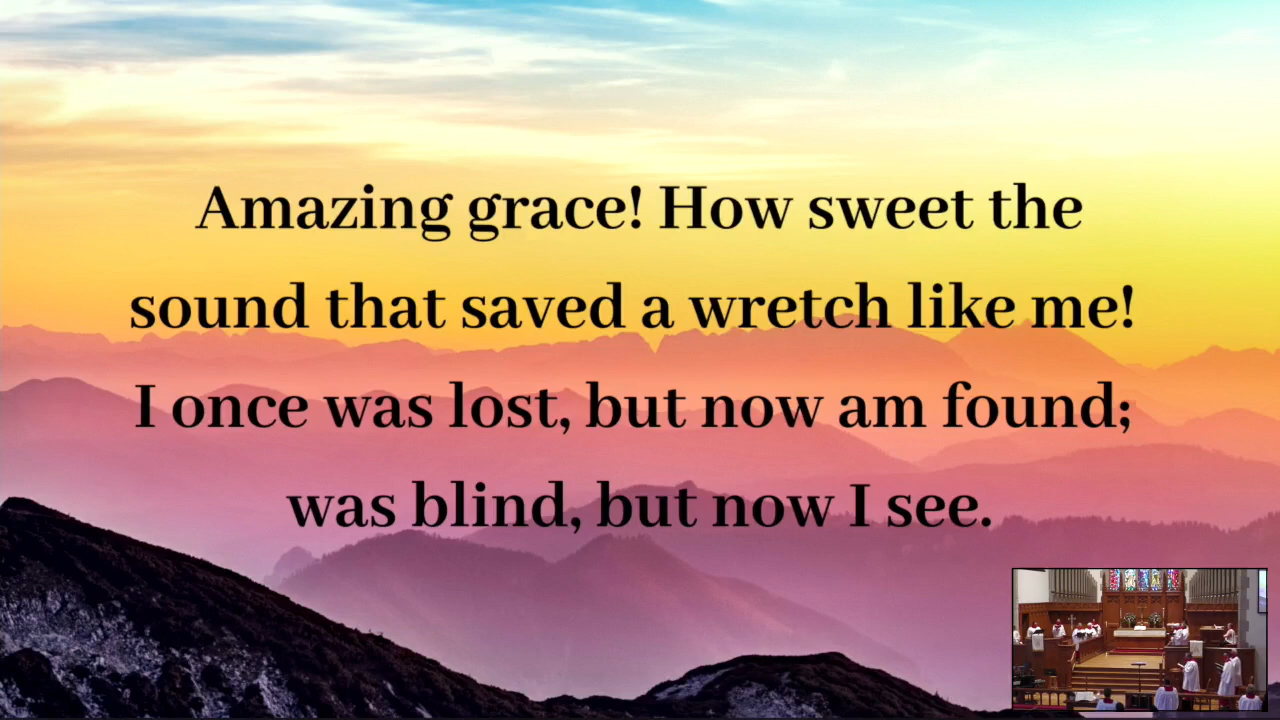 Amazing grace! How sweet the
sound that saved a wretch like me!
I once was lost, but now am found;
was blind, but now I see.